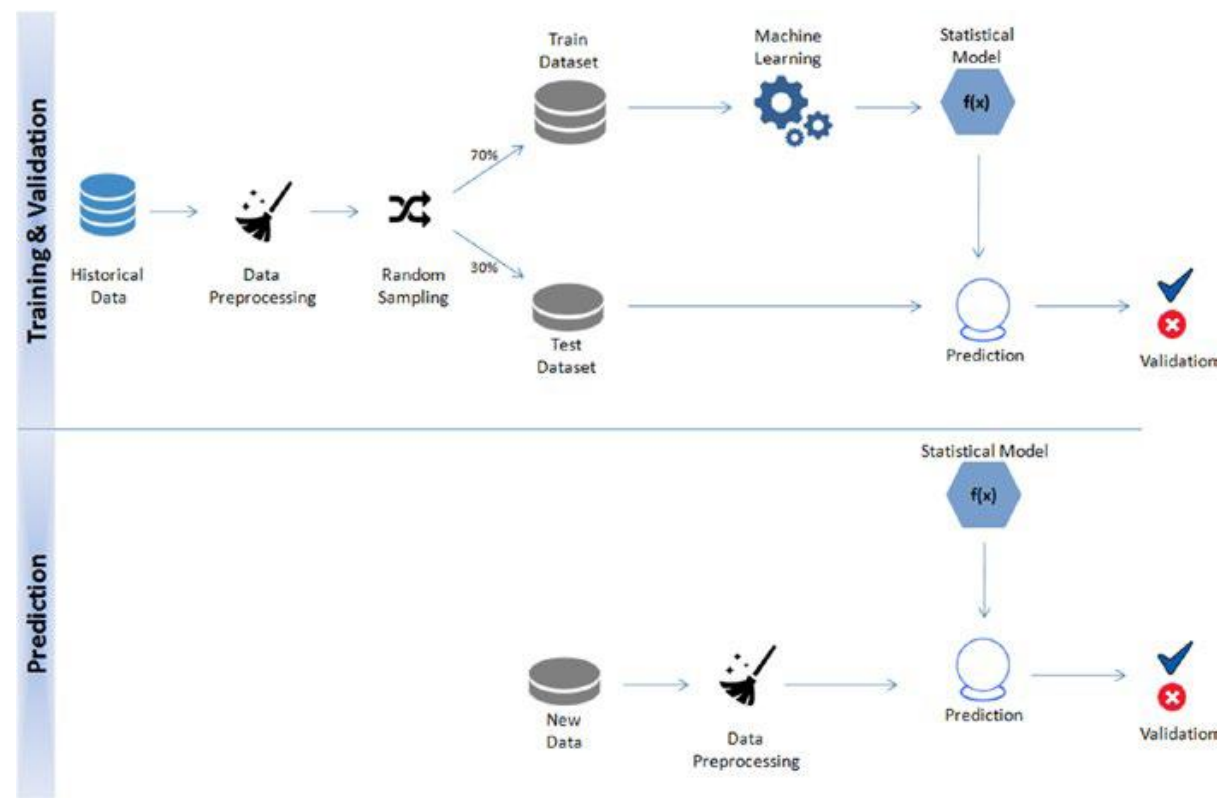 Training & Validation
Historical
Data
Data
Preprocessing
Random
Sampling
70%
30%
Train
Dataset
Test
Dataset
Machine
Learning
Statistical
Model
f(x)
Prediction
Validation
Prediction
Statistical Model
f(x)
New
Data
Data
Preprocessing
Prediction
Validation